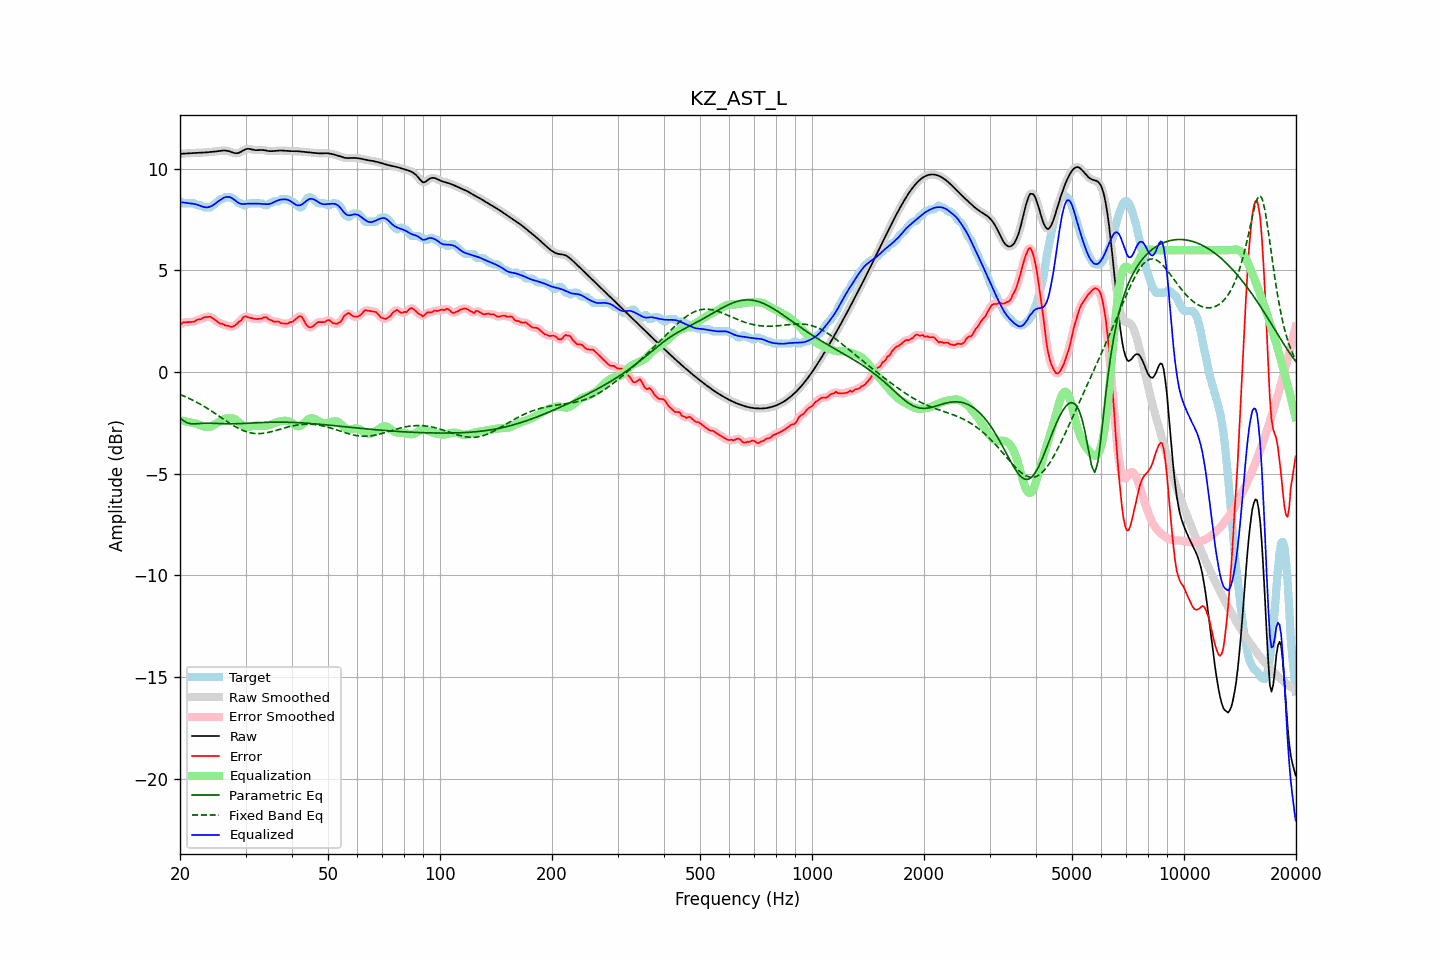 KZ_AST_L
Amplitude (dBr)
10
5
0
−5
−10
−15
−20
Target
Raw Smoothed
Error Smoothed
Raw
Error
Equalization
Parametric Eq
Fixed Band Eq
Equalized
20 50 100 200 500 1000 2000 5000 10000 20000
Frequency (Hz)